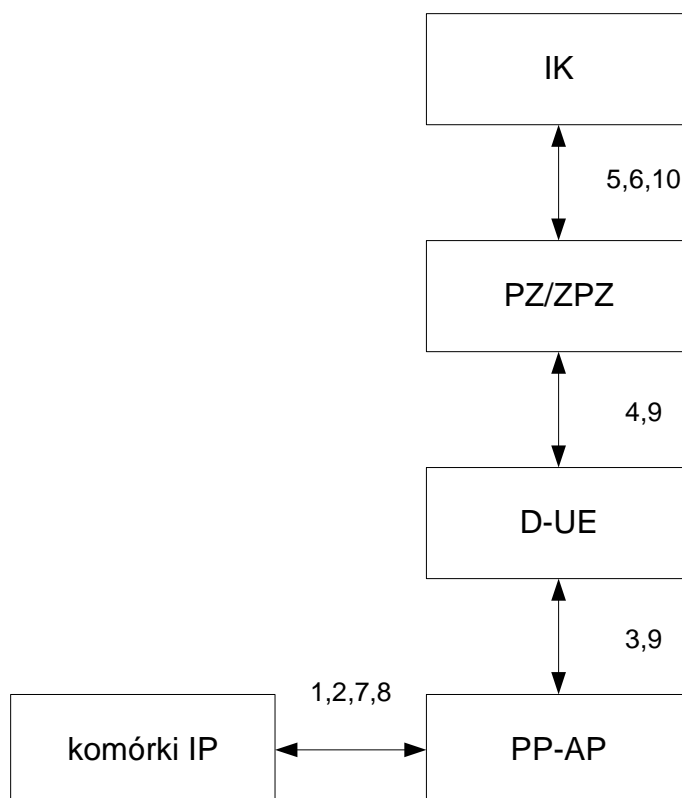 IK
5,6,10
PZ/ZPZ
4,9
D-UE
3,9
1,2,7,8
komórki IP
PP-AP